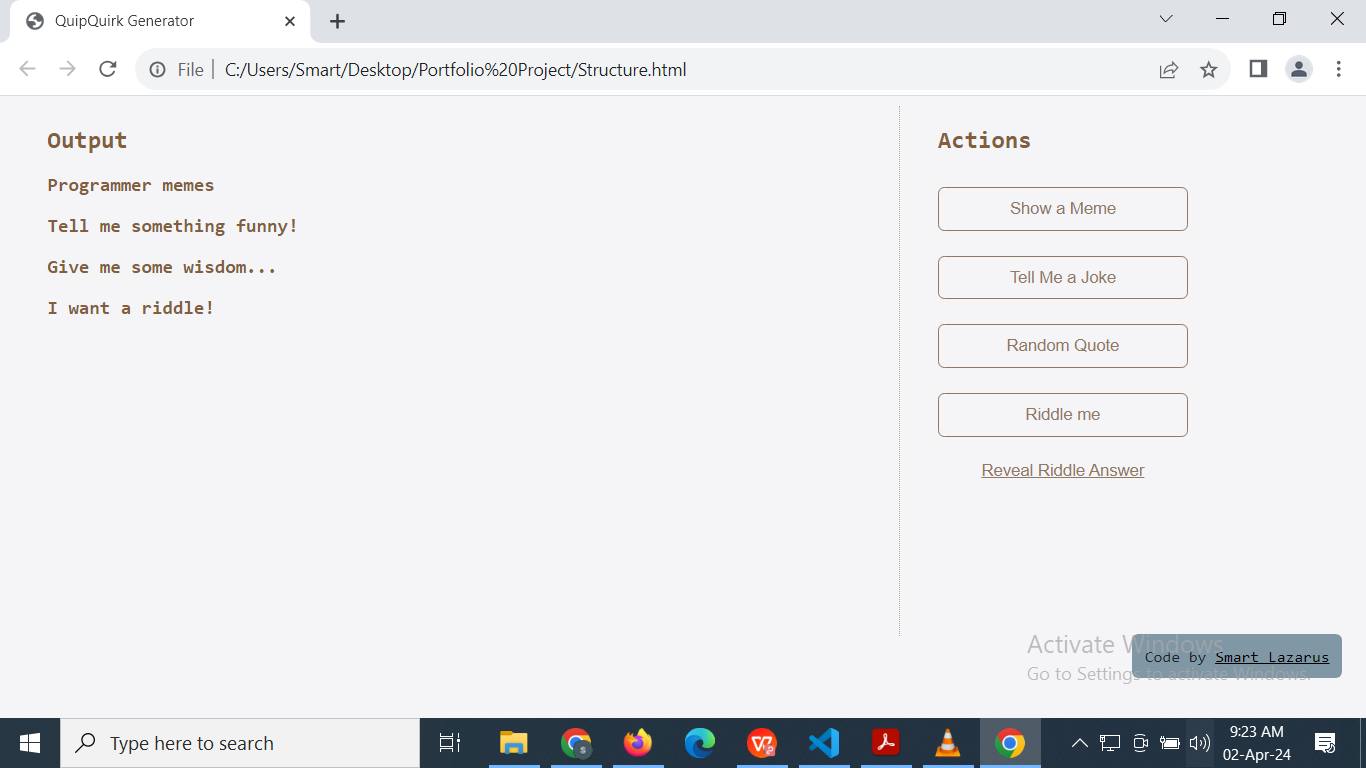 QuipQuirk Generator
File
C:/Users/Smart/Desktop/Portfolio%20Project/Structure.html
Output
Programmer memes
Tell me something funny!
Give me some wisdom...
I want a riddle!
Actions
Show a Meme
Tell Me a Joke
Random Quote
Riddle me
Reveal Riddle Answer
Activate Windows
Go to Settings to activate Windows.
Code by Smart Lazarus
Type here to search
9:23 AM
02-Apr-24